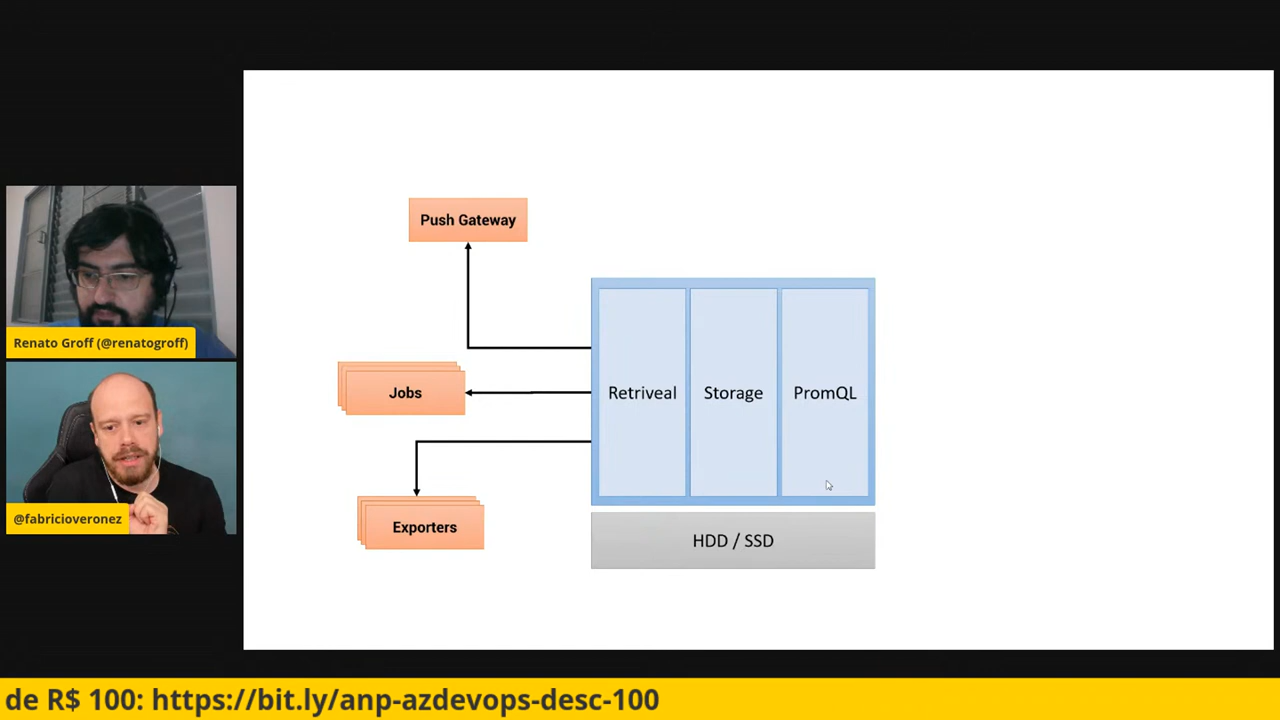 Push Gateway
Retriveal
Storage
PromQL
Jobs
Exporters
HDD / SSD
Renato Groff (@renatogroff)
@fabricioveronez
de R$ 100: https://bit.ly/anp-azdevops-desc-100